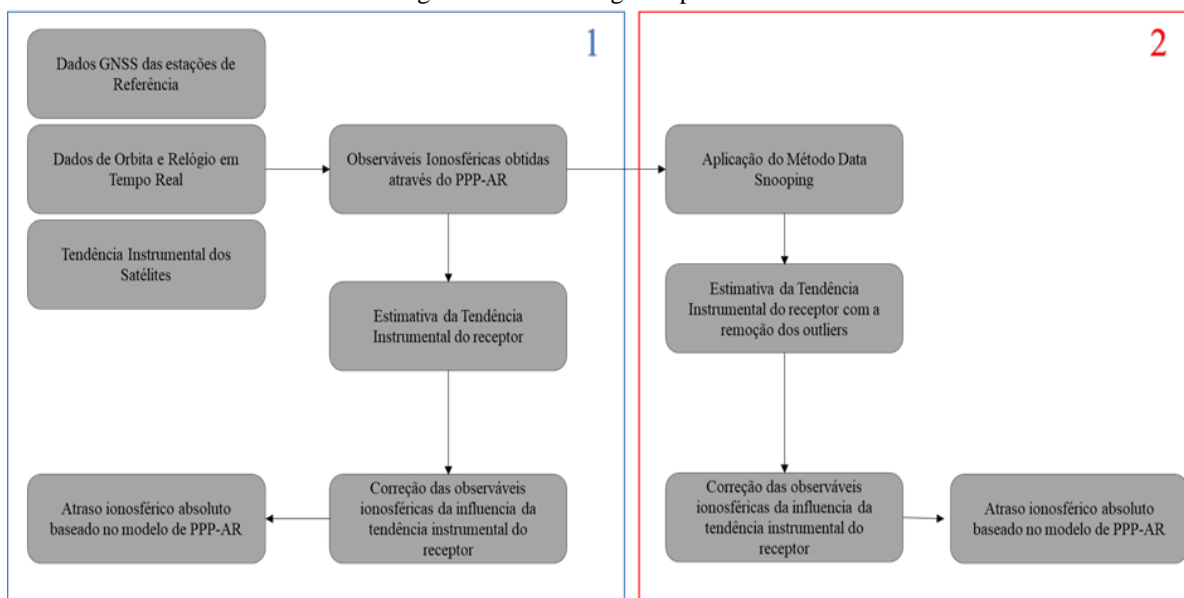 1
2
Dados GNSS das estações de
Referência
Dados de Orbita e Relógio em
Tempo Real
Tendência Instrumental dos
Satélites
Observáveis Ionosféricas obtidas
através do PPP-AR
Estimativa da Tendência
Instrumental do receptor
Correção das observáveis
ionosféricas da influencia da
tendência instrumental do
receptor
Atraso ionosférico absoluto
baseado no modelo de PPP-AR
Aplicação do Método Data
Snooping
Estimativa da Tendência
Instrumental do receptor com a
remoção dos outliers
Correção das observáveis
ionosféricas da influencia da
tendência instrumental do
receptor
Atraso ionosférico absoluto
baseado no modelo de PPP-AR